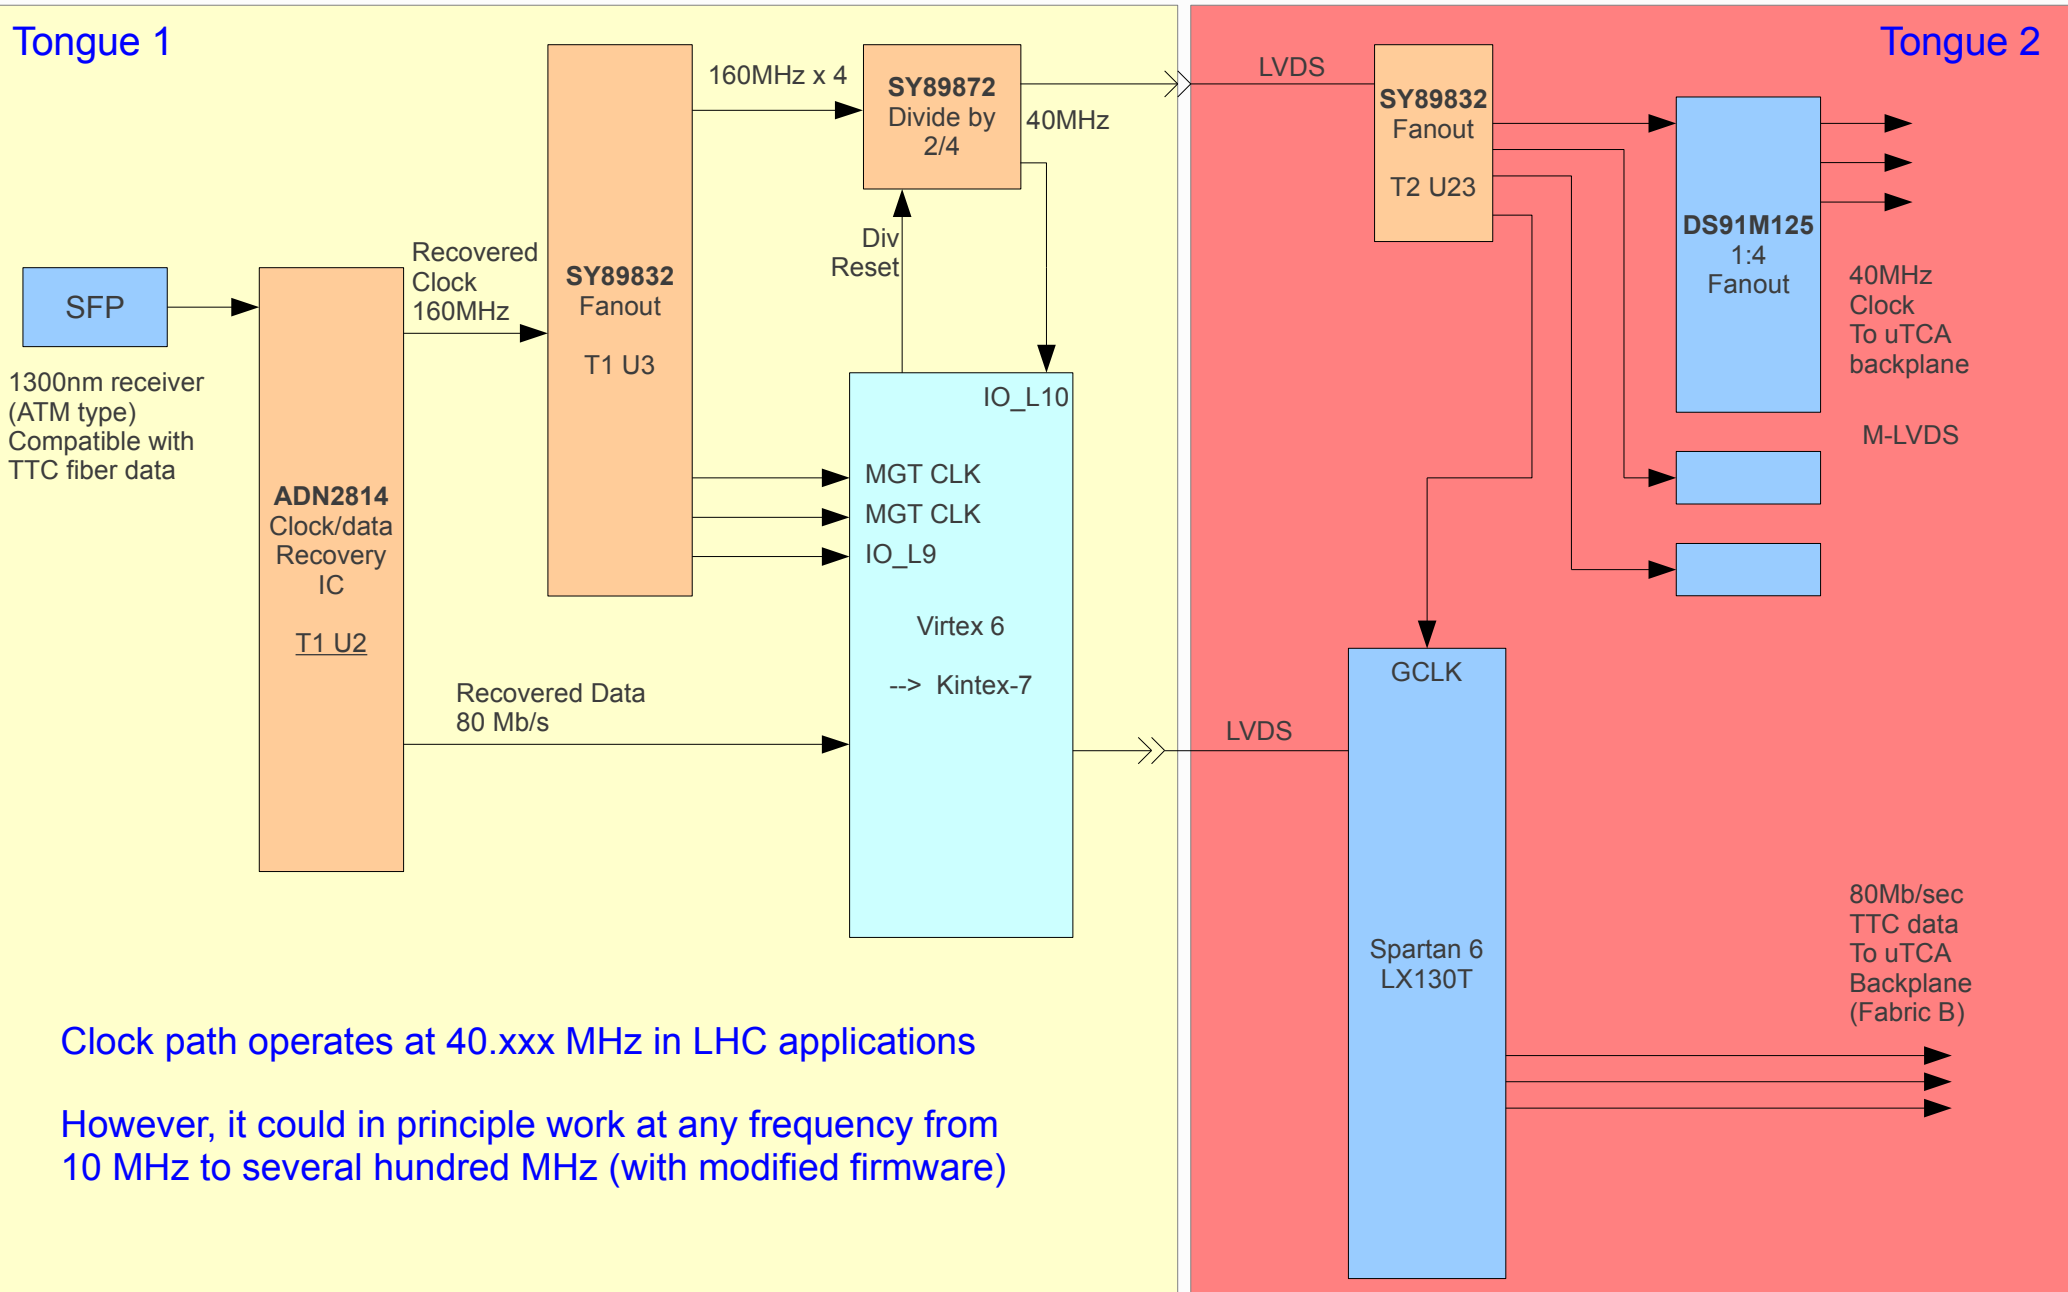 Tongue 1
Tongue 2
160MHz x 4
SY89872
Divide by
2/4
40MHz
LVDS
SY89832
Fanout
T2 U23
DS91M125
1:4
Fanout
40MHz
Clock
To uTCA
backplane
M-LVDS
Div
Reset
Recovered
Clock
160MHz
SY89832
Fanout
T1 U3
SFP
1300nm receiver
(ATM type)
Compatible with
TTC fiber data
ADN2814
Clock/data
Recovery
IC
T1 U2
IO_L10
MGT CLK
MGT CLK
IO_L9
Virtex 6
--> Kintex-7
Recovered Data
80 Mb/s
LVDS
GCLK
Spartan 6
LX130T
80Mb/sec
TTC data
To uTCA
Backplane
(Fabric B)
Clock path operates at 40.xxx MHz in LHC applications
However, it could in principle work at any frequency from
10 MHz to several hundred MHz (with modified firmware)